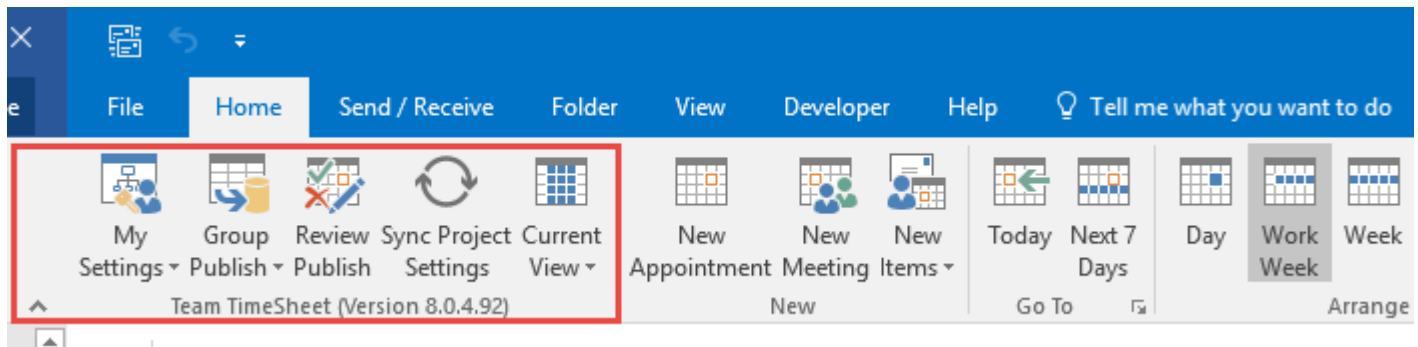 e File Home Send / Receive Folder View Developer Help Tell me what you want to do
My Group Review Sync Project Current New New New Today Next 7 Day Work Week
Settings Publish Publish Settings View Appointment Meeting Items Days Week
Team TimeSheet (Version 8.0.4.92) New Go To Arrange